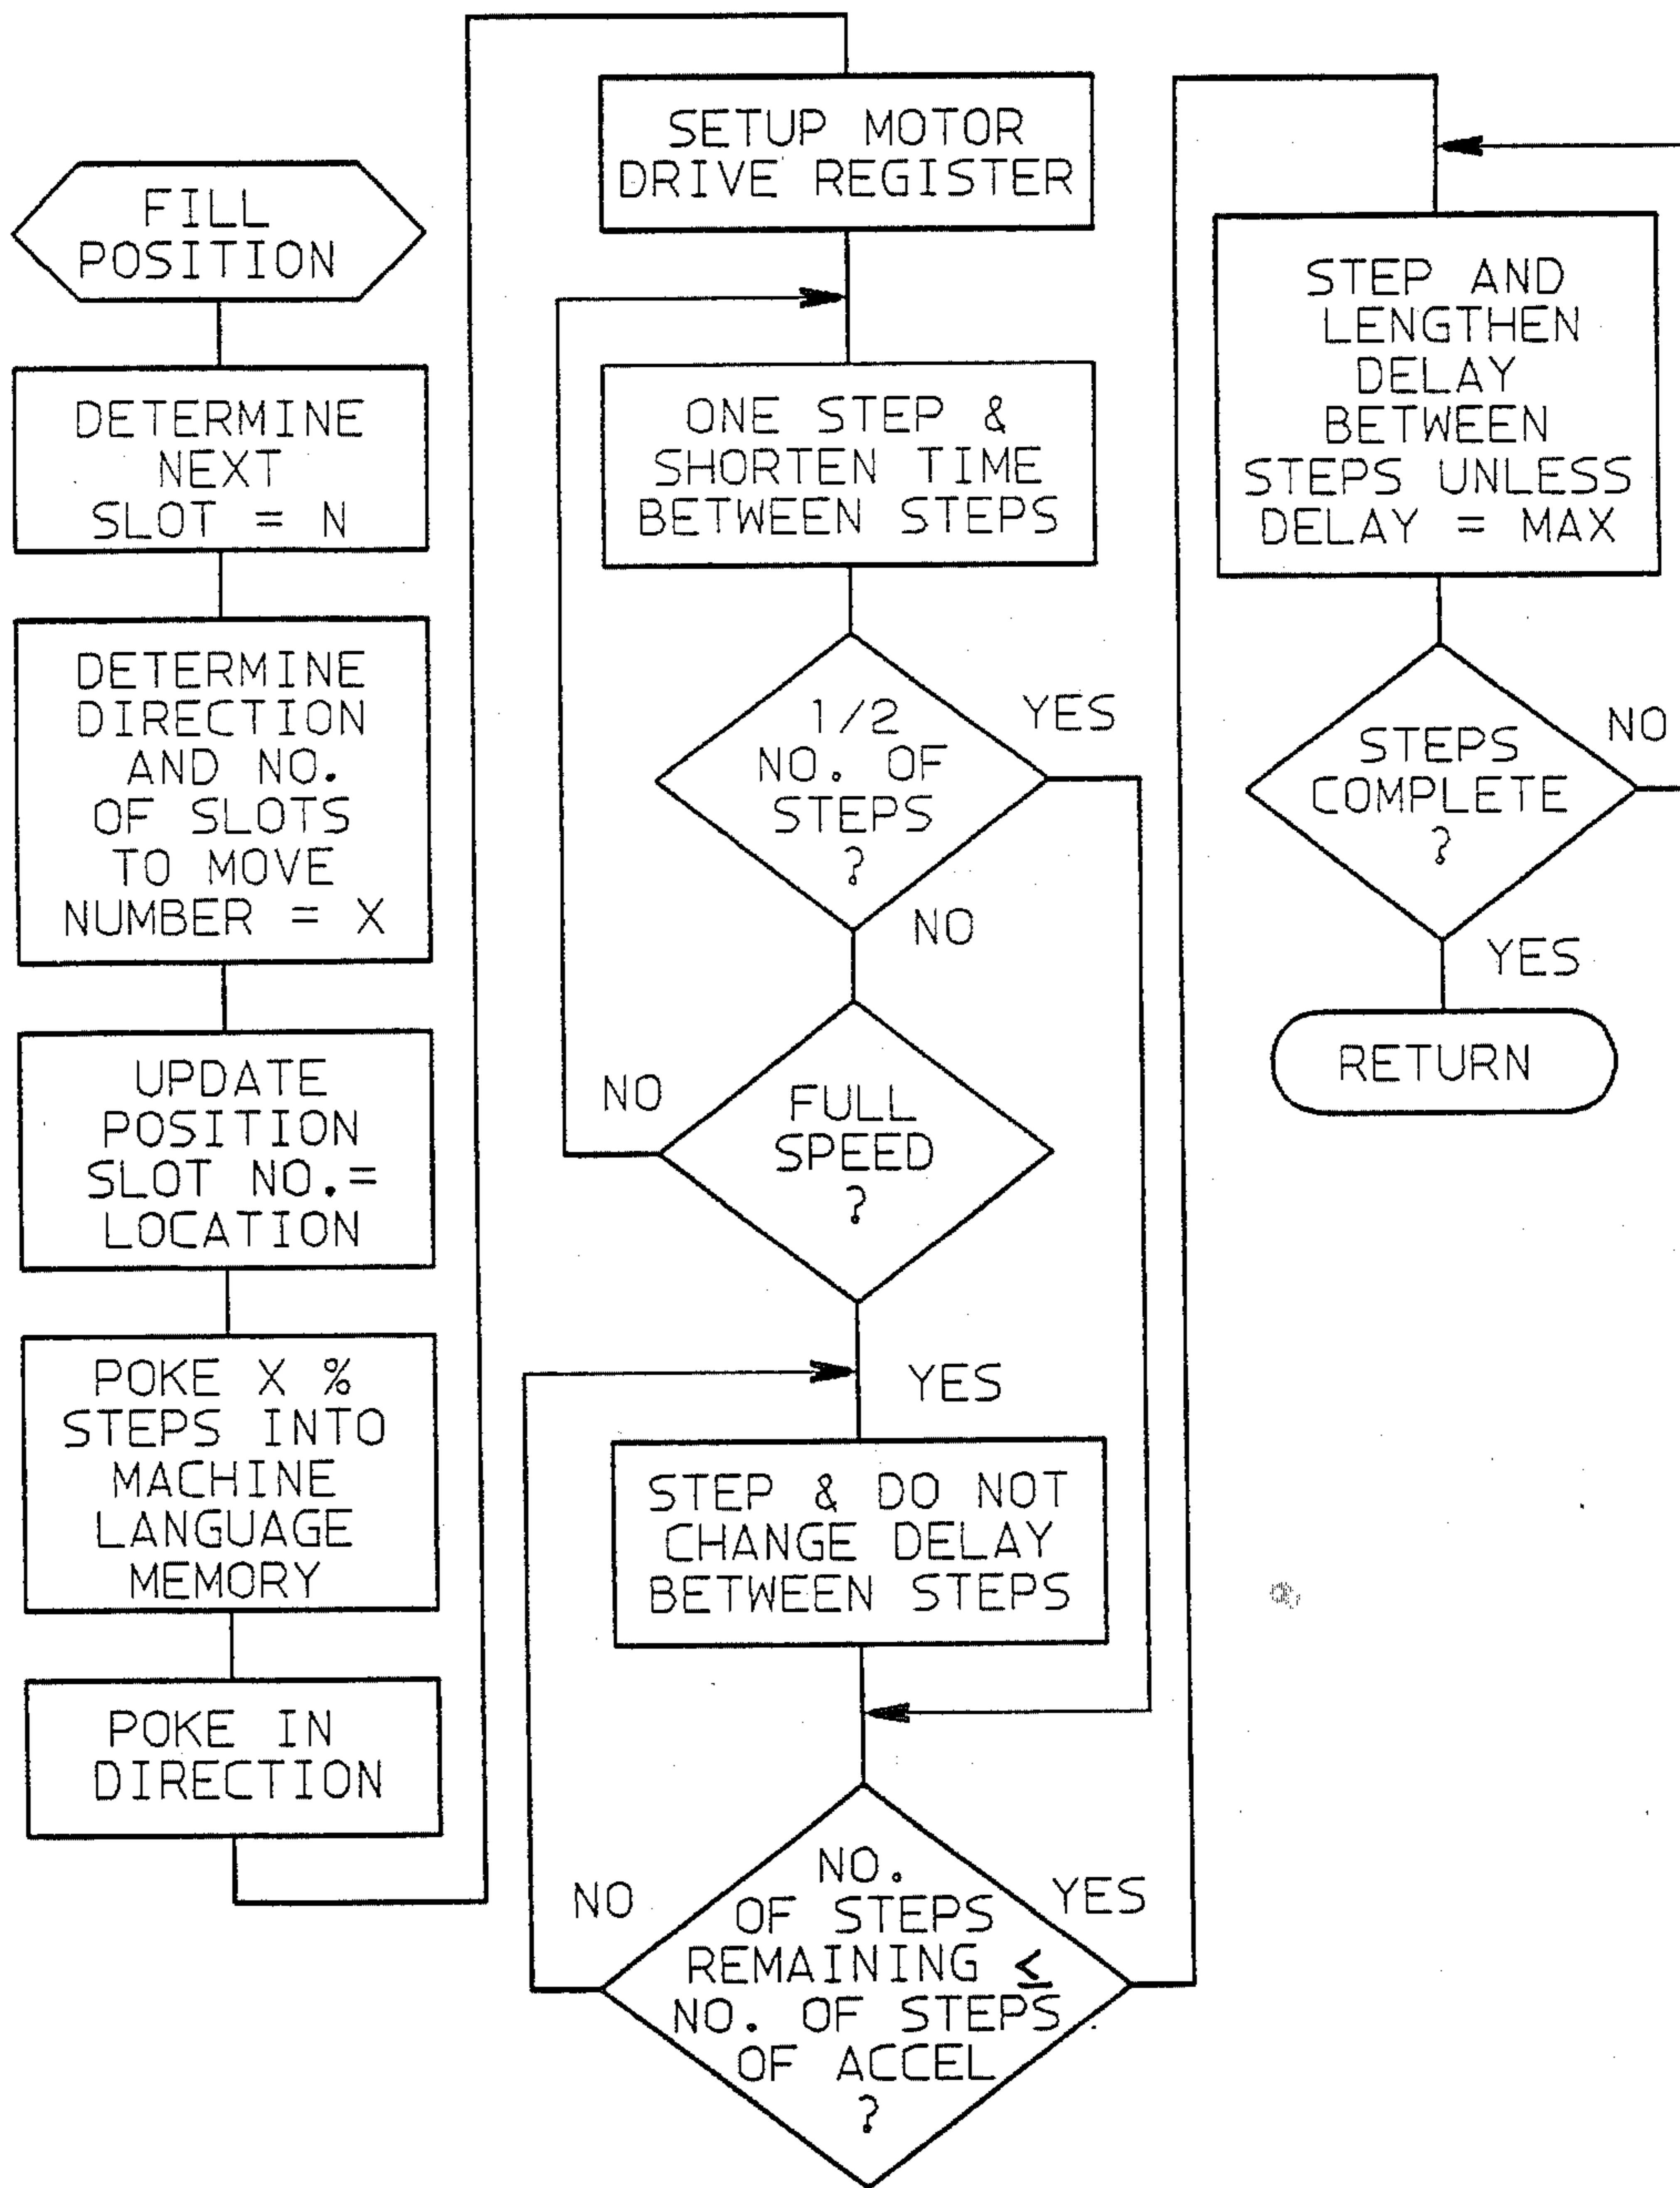 FILL
POSITION
DETERMINE
NEXT
SLOT = N
DETERMINE
DIRECTION
AND NO.
OF SLOTS
TO MOVE
NUMBER = X
UPDATE
POSITION
SLOT NO.=
LOCATION
POKE X %
STEPS INTO
MACHINE
LANGUAGE
MEMORY
POKE IN
DIRECTION
SETUP MOTOR
DRIVE REGISTER
ONE STEP &
SHORTEN TIME
BETWEEN STEPS
1/2
NO. OF
STEPS
?
YES
NO
FULL
SPEED
?
NO
YES
STEP & DO NOT
CHANGE DELAY
BETWEEN STEPS
NO.
OF STEPS
REMAINING ≤
NO. OF STEPS
OF ACCEL
?
NO
YES
STEP AND
LENGTHEN
DELAY
BETWEEN
STEPS UNLESS
DELAY = MAX
STEPS
COMPLETE
?
NO
YES
RETURN